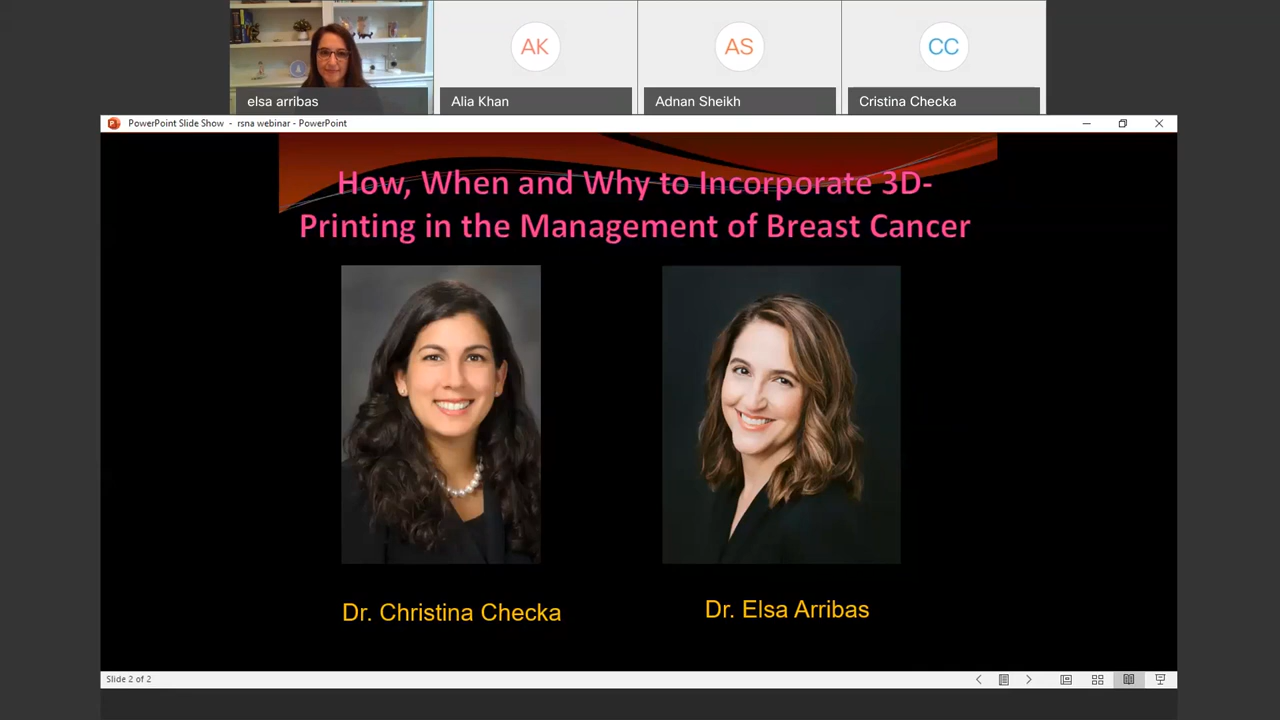 AK
AS
CC
elsa arribas
Alia Khan
Adnan Sheikh
Cristina Checka
PowerPoint Slide Show - rsna webinar - PowerPoint
How, When and Why to Incorporate 3D-
Printing in the Management of Breast Cancer
Dr. Christina Checka
Dr. Elsa Arribas
Slide 2 of 2